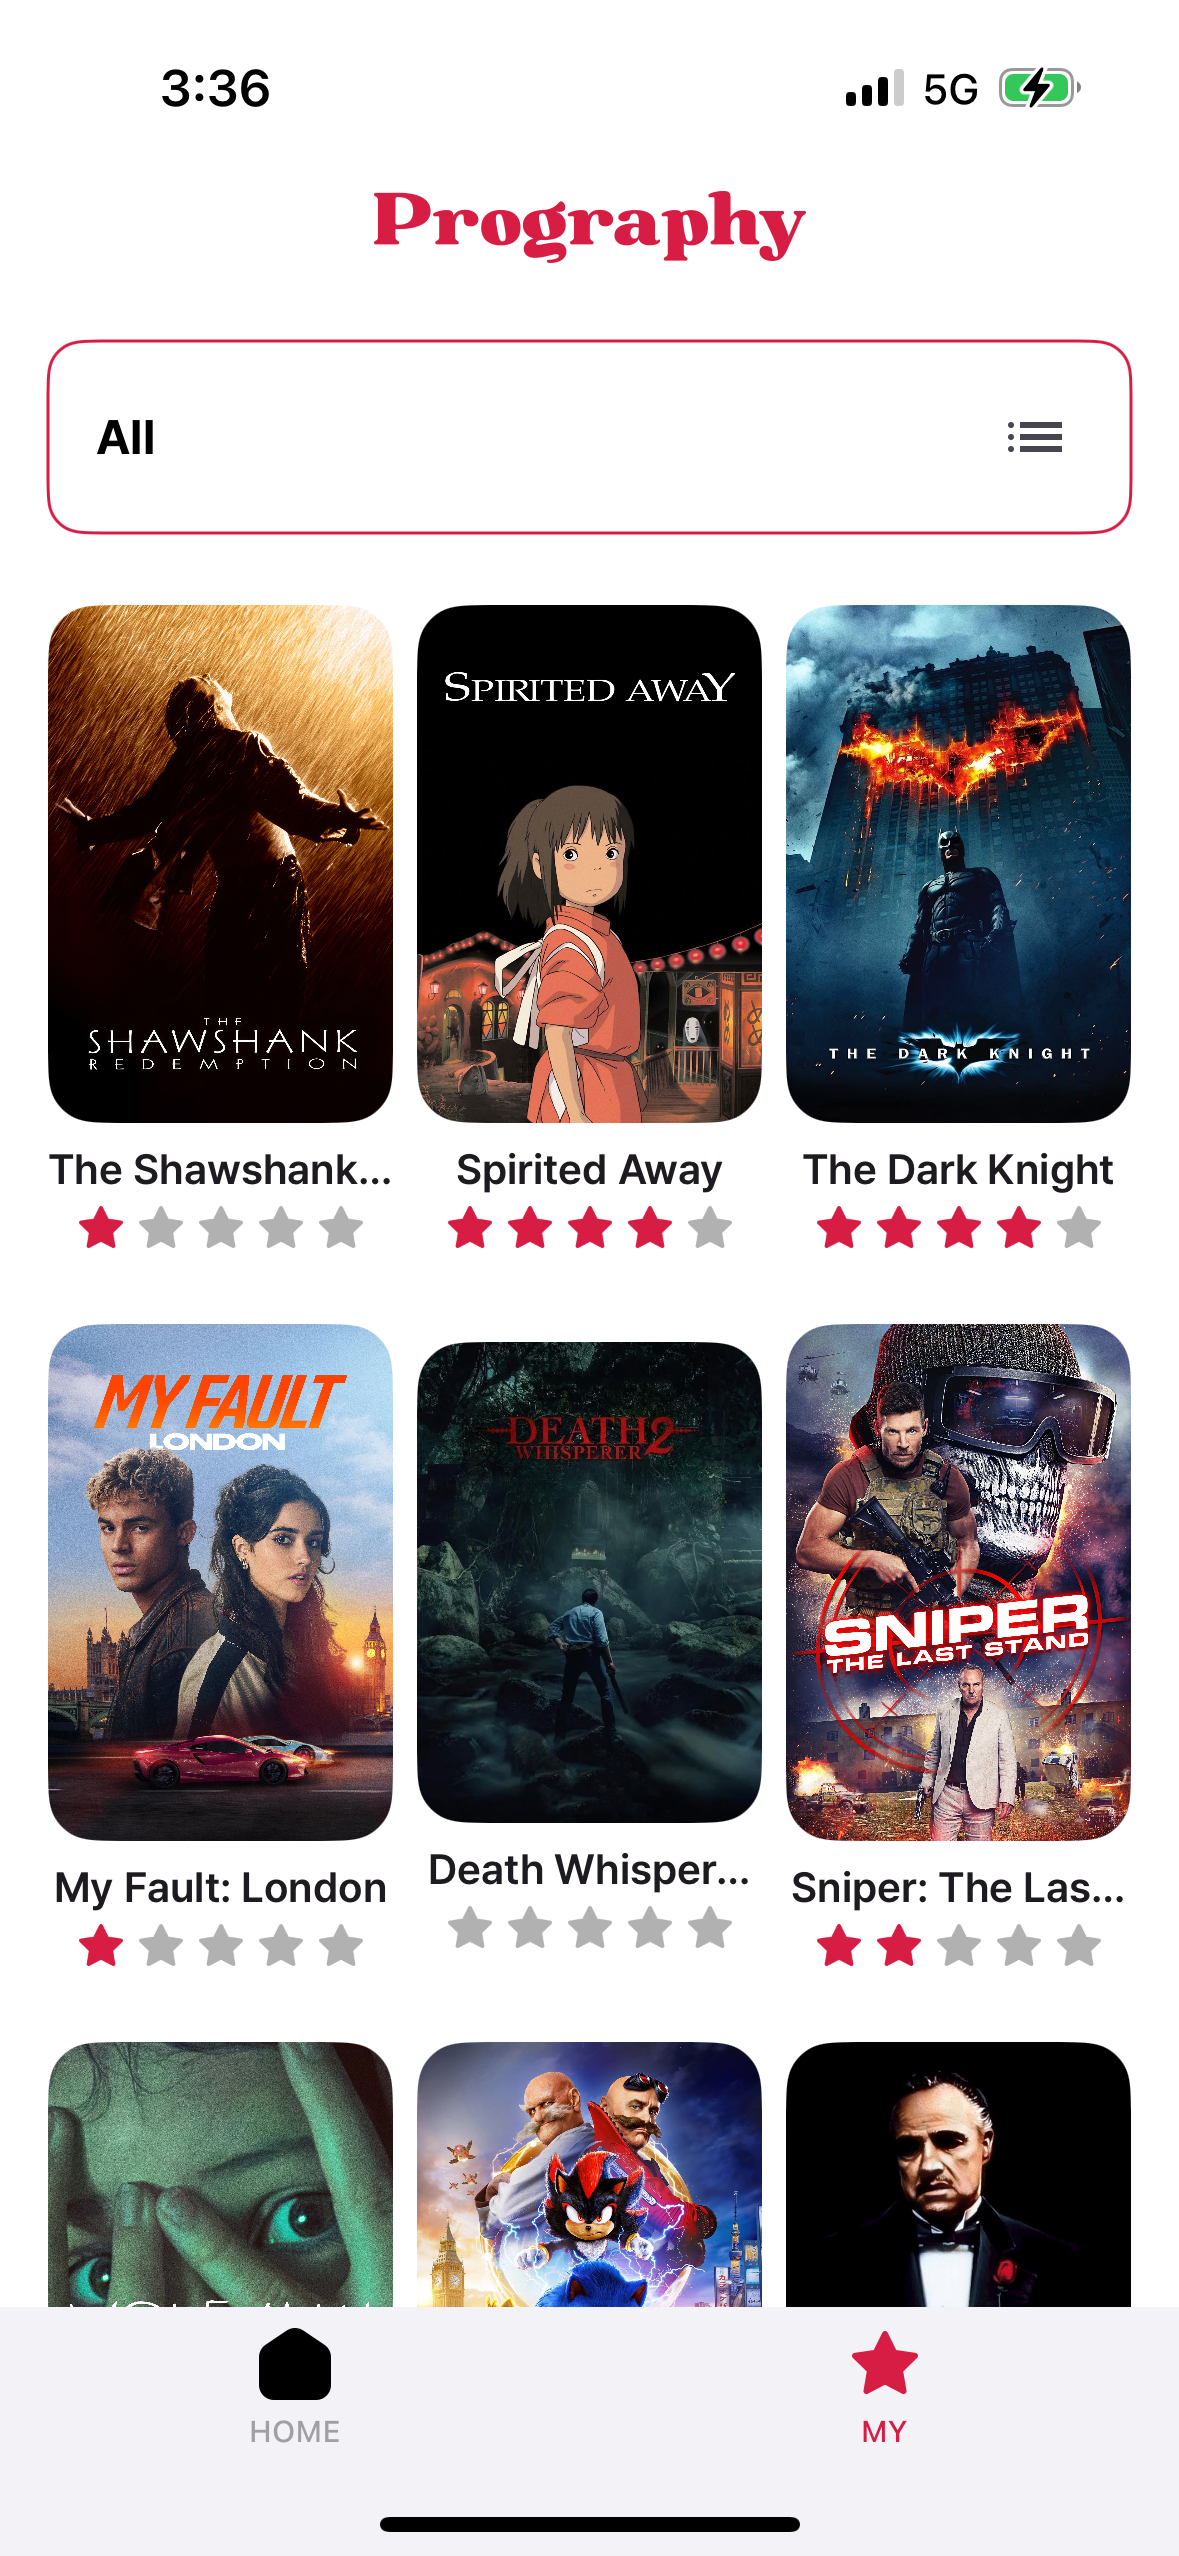 3:36
5G
Prography
All
THE
SHAWSHANK
REDEMPTION
SPIRITED AWAY
THE DARK KNIGHT
The Shawshank...
Spirited Away
The Dark Knight
MY FAULT
LONDON
DEATH 2
WHISPERER
SNIPER
THE LAST STAND
My Fault: London
Death Whisper...
Sniper: The Las...
HOME
MY